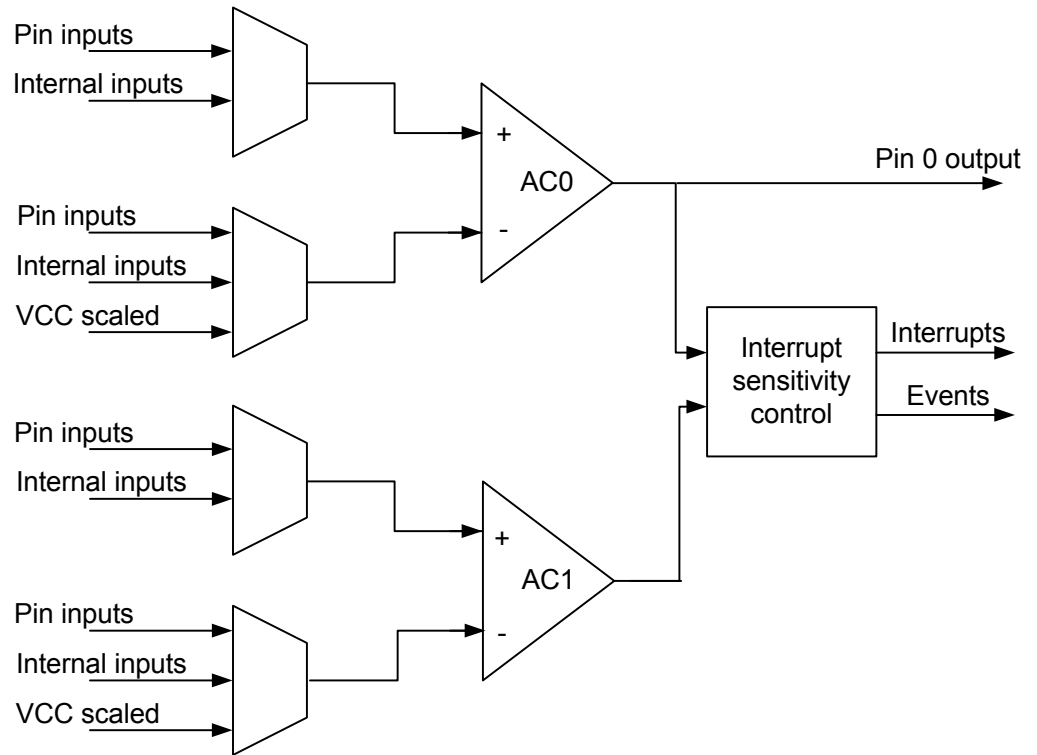 Pin inputs
Internal inputs
+
AC0
-
Pin 0 output
Pin inputs
Internal inputs
VCC scaled
Interrupt
sensitivity
control
Interrupts
Events
Pin inputs
Internal inputs
+
AC1
-
Pin inputs
Internal inputs
VCC scaled